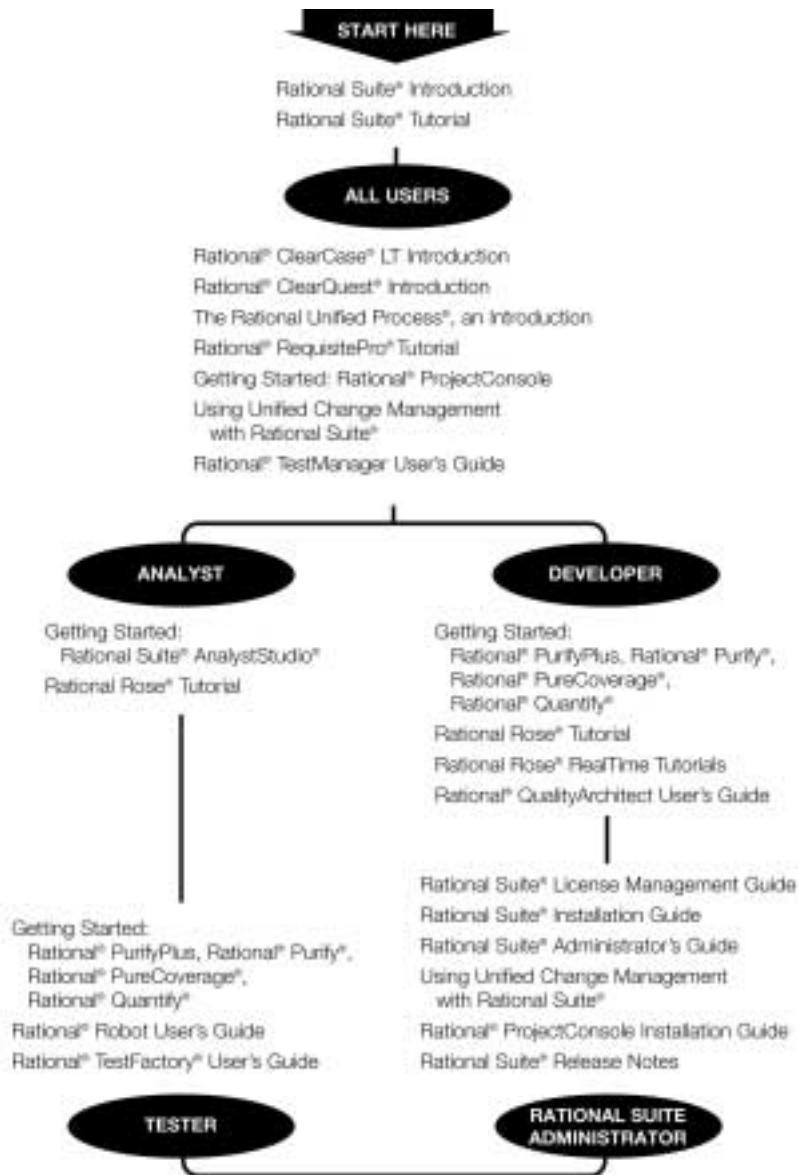 START HERE
Rational Suite® Introduction
Rational Suite® Tutorial
ALL USERS
Rational® ClearCase® LT Introduction
Rational® ClearQuest® Introduction
The Rational Unified Process®, an Introduction
Rational® RequisitePro® Tutorial
Getting Started: Rational® ProjectConsole
Using Unified Change Management
with Rational Suite®
Rational® TestManager User's Guide
ANALYST
Getting Started:
Rational Suite® AnalystStudio®
Rational Rose® Tutorial
DEVELOPER
Getting Started:
Rational® PurifyPlus, Rational® Purify®,
Rational® PureCoverage®,
Rational® Quantify®
Rational Rose® Tutorial
Rational Rose® RealTime Tutorials
Rational® QualityArchitect User's Guide
Getting Started:
Rational® PurifyPlus, Rational® Purify®,
Rational® PureCoverage®,
Rational® Quantify®
Rational® Robot User's Guide
Rational® TestFactory® User's Guide
TESTER
Rational Suite® License Management Guide
Rational Suite® Installation Guide
Rational Suite® Administrator's Guide
Using Unified Change Management
with Rational Suite®
Rational® ProjectConsole Installation Guide
Rational Suite® Release Notes
RATIONAL SUITE
ADMINISTRATOR